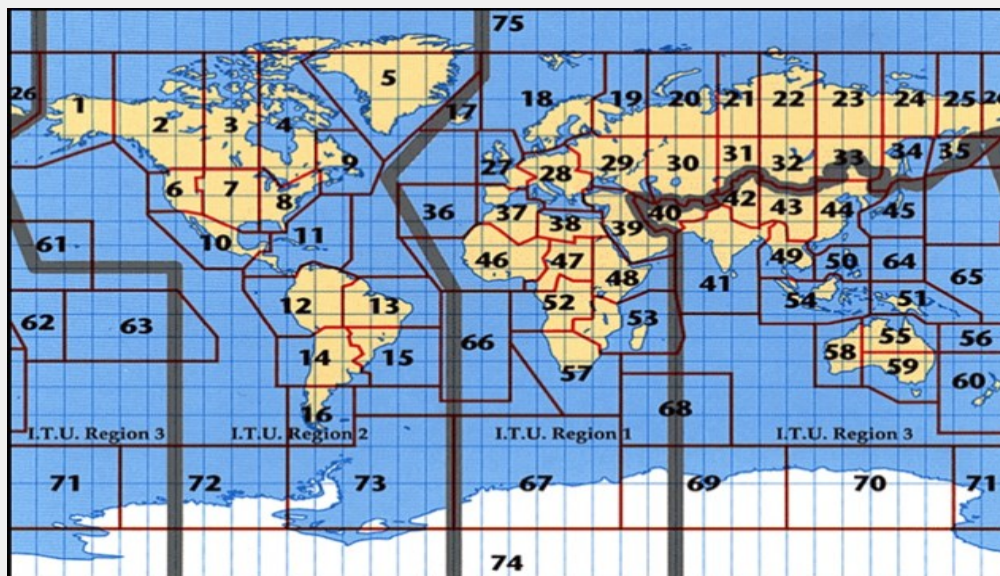 75
26 1 2 3 4 5 17 18 19 20 21 22 23 24 25 26
6 7 8 9 27 28 29 30 31 32 33 34 35
10 11 36 37 38 39 40 42 43 44 45
61 46 47 48 41 49 50 64 65
62 63 12 13 52 53 54 51
14 15 66 57 58 55 59 56 60
16 68
I.T.U. Region 3 I.T.U. Region 2 I.T.U. Region 1 I.T.U. Region 3
71 72 73 67 69 70 71
74